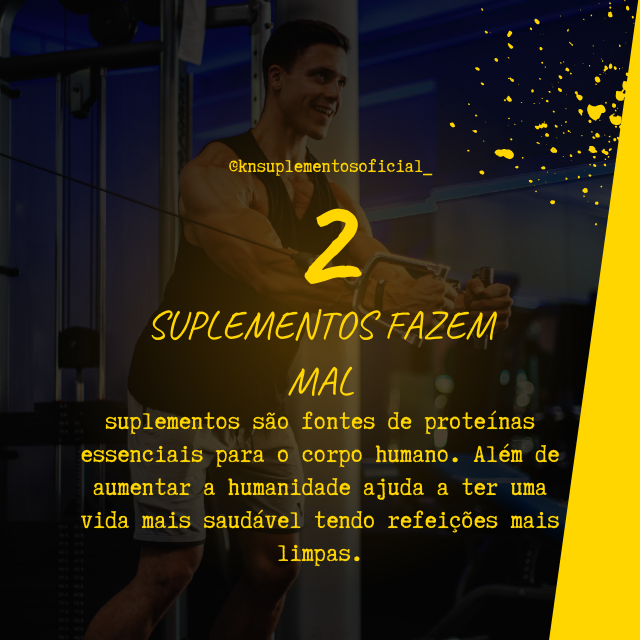 @knsuplementosoficial_
2
SUPLEMENTOS FAZEM
MAL
suplementos são fontes de proteínas
essenciais para o corpo humano. Além de
aumentar a humanidade ajuda a ter uma
vida mais saudável tendo refeições mais
limpas.